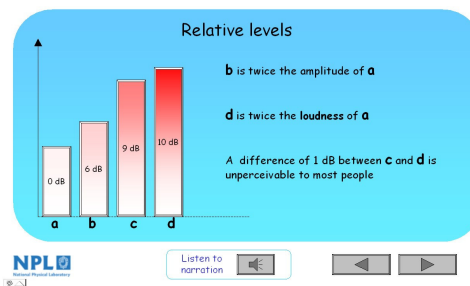 Relative levels
b is twice the amplitude of a
d is twice the loudness of a
A difference of 1 dB between c and d is
unperceivable to most people
0 dB
6 dB
9 dB
10 dB
a
b
c
d
NPL
National Physical Laboratory
Listen to
narration